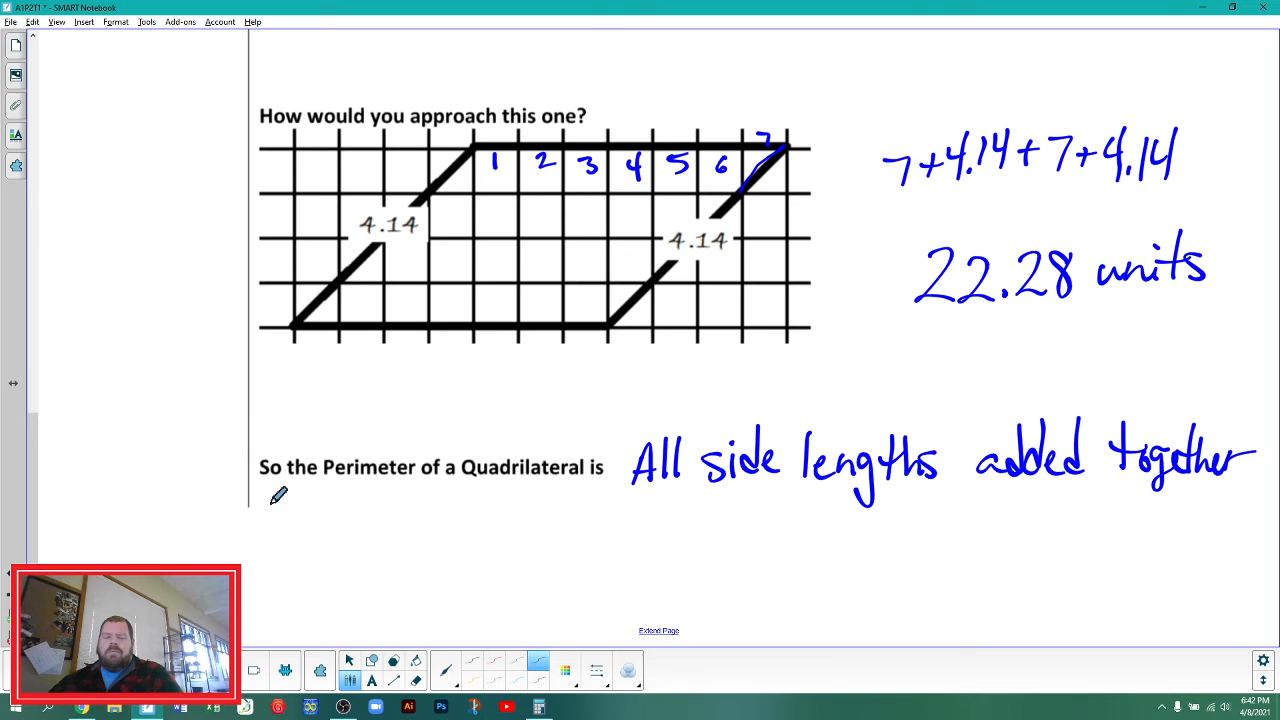 A1P2T1 * - SMART Notebook
File Edit View Insert Format Tools Add-ons Account Help
How would you approach this one?
1 2 3 4 5 6 7
7+4.14+7+4.14
4.14
4.14
22.28 units
So the Perimeter of a Quadrilateral is All side lengths added together
Extend Page
6:42 PM
4/8/2021